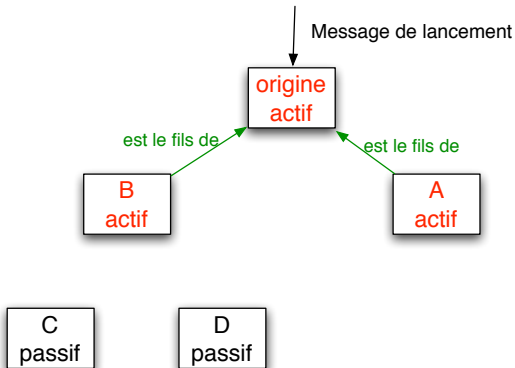 Message de lancement
origine
actif
est le fils de
est le fils de
B
actif
A
actif
C
passif
D
passif